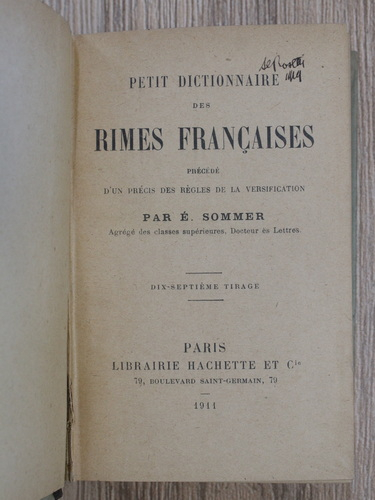 PETIT DICTIONNAIRE
DES
RIMES FRANÇAISES
PRÉCÉDÉ
D'UN PRÉCIS DES RÈGLES DE LA VERSIFICATION
PAR É. SOMMER
Agrégé des classes supérieures, Docteur ès Lettres
DIX-SEPTIÈME TIRAGE
PARIS
LIBRAIRIE HACHETTE ET Cie
79, BOULEVARD SAINT-GERMAIN, 79
1911